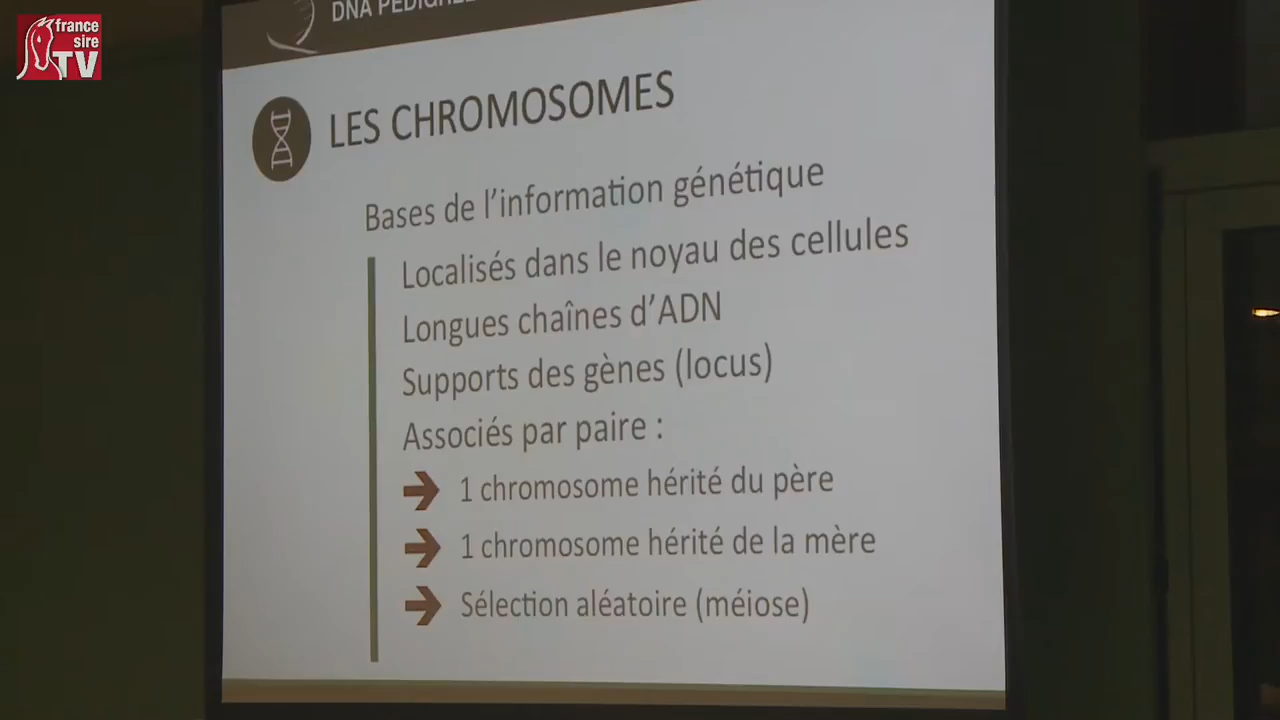 france
sire
TV
DNA PEDIGREE
LES CHROMOSOMES
Bases de l'information génétique
Localisés dans le noyau des cellules
Longues chaînes d'ADN
Supports des gènes (locus)
Associés par paire :
1 chromosome hérité du père
1 chromosome hérité de la mère
Sélection aléatoire (méiose)